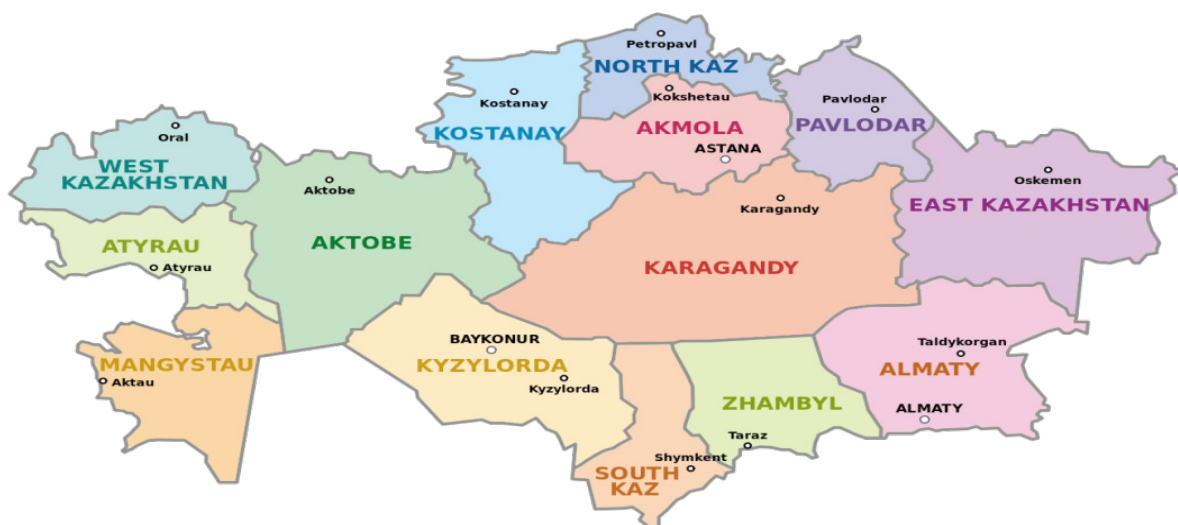 Petropavl
NORTH KAZ
Kokshetau
Kostanay
KOSTANAY
Pavlodar
PAVLODAR
AKMOLA
ASTANA
Oral
WEST
KAZAKHSTAN
Aktobe
AKTOBE
Oskemen
EAST KAZAKHSTAN
Karagandy
KARAGANDY
ATYRAU
Atyrau
MANGYSTAU
Aktau
BAYKONUR
KYZYLORDA
Kyzylorda
Taldykorgan
ALMATY
ALMATY
ZHAMBYL
Taraz
Shymkent
SOUTH
KAZ